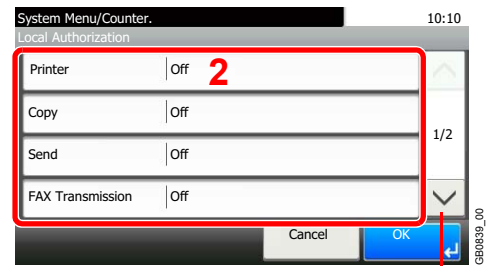 System Menu/Counter. 10:10
Local Authorization
Printer Off 2
Copy Off
1/2
Send Off
FAX Transmission Off
Cancel OK
GB0839_00